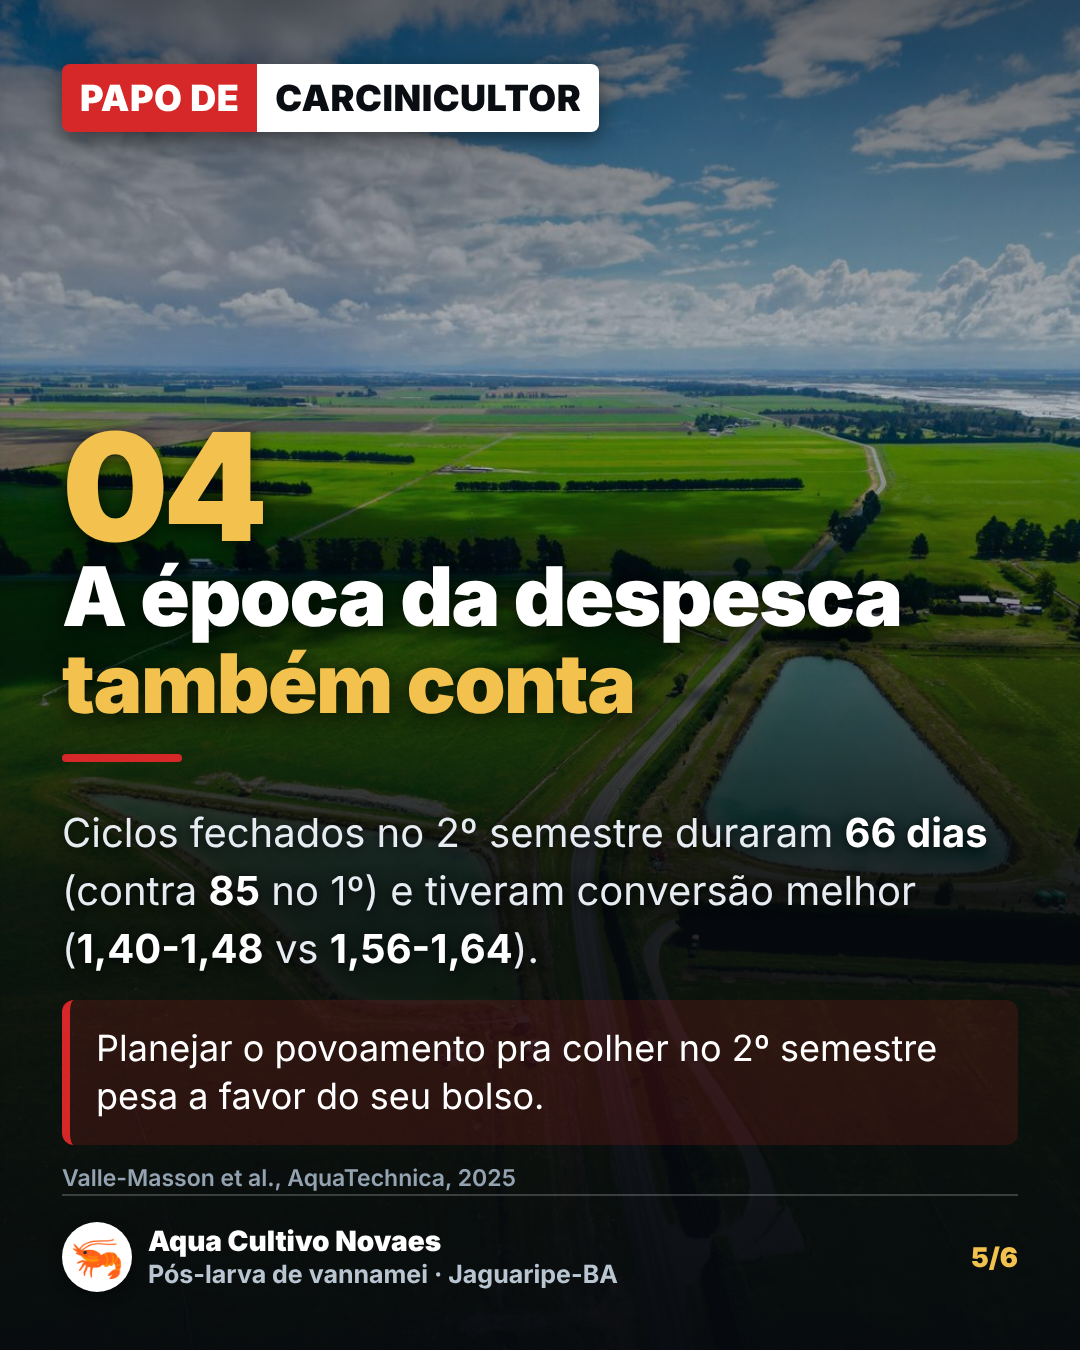 PAPO DE CARCINICULTOR
04
A época da despesca
também conta
Ciclos fechados no 2º semestre duraram 66 dias
(contra 85 no 1º) e tiveram conversão melhor
(1,40-1,48 vs 1,56-1,64).
Planejar o povoamento pra colher no 2º semestre
pesa a favor do seu bolso.
Valle-Masson et al., AquaTechnica, 2025
Aqua Cultivo Novaes
Pós-larva de vannamei · Jaguaripe-BA
5/6